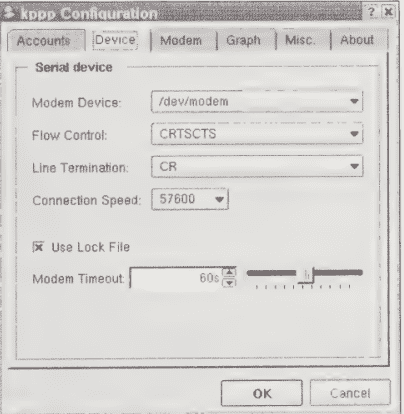 kppp Configuration
Accounts Device Modem Graph Misc. About
Serial device
Modem Device: /dev/modem
Flow Control: CRTSCTS
Line Termination: CR
Connection Speed: 57600
Use Lock File
Modem Timeout: 60s
OK Cancel